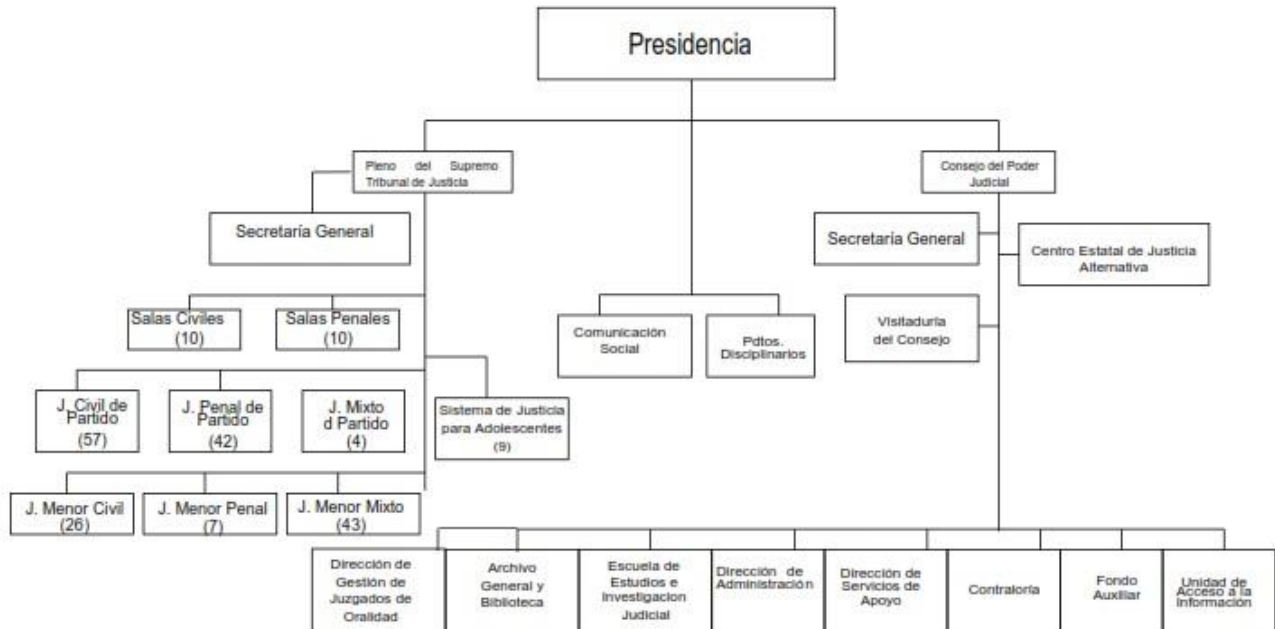 Presidencia
Pleno del Supremo
Tribunal de Justicia
Consejo del Poder
Judicial
Secretaría General
Secretaría General
Centro Estatal de Justicia
Alternativa
Salas Civiles
(10)
Salas Penales
(10)
Comunicación
Social
Pdtos.
Disciplinarios
Visitaduría
del Consejo
J. Civil de
Partido
(57)
J. Penal de
Partido
(42)
J. Mixto
d Partido
(4)
Sistema de Justicia
para Adolescentes
(9)
J. Menor Civil
(26)
J. Menor Penal
(7)
J. Menor Mixto
(43)
Dirección de
Gestión de
Juzgados de
Oralidad
Archivo
General y
Biblioteca
Escuela de
Estudios e
Investigacion
Judicial
Dirección de
Administración
Dirección de
Servicios de
Apoyo
Contraloría
Fondo
Auxiliar
Unidad de
Acceso a la
Información